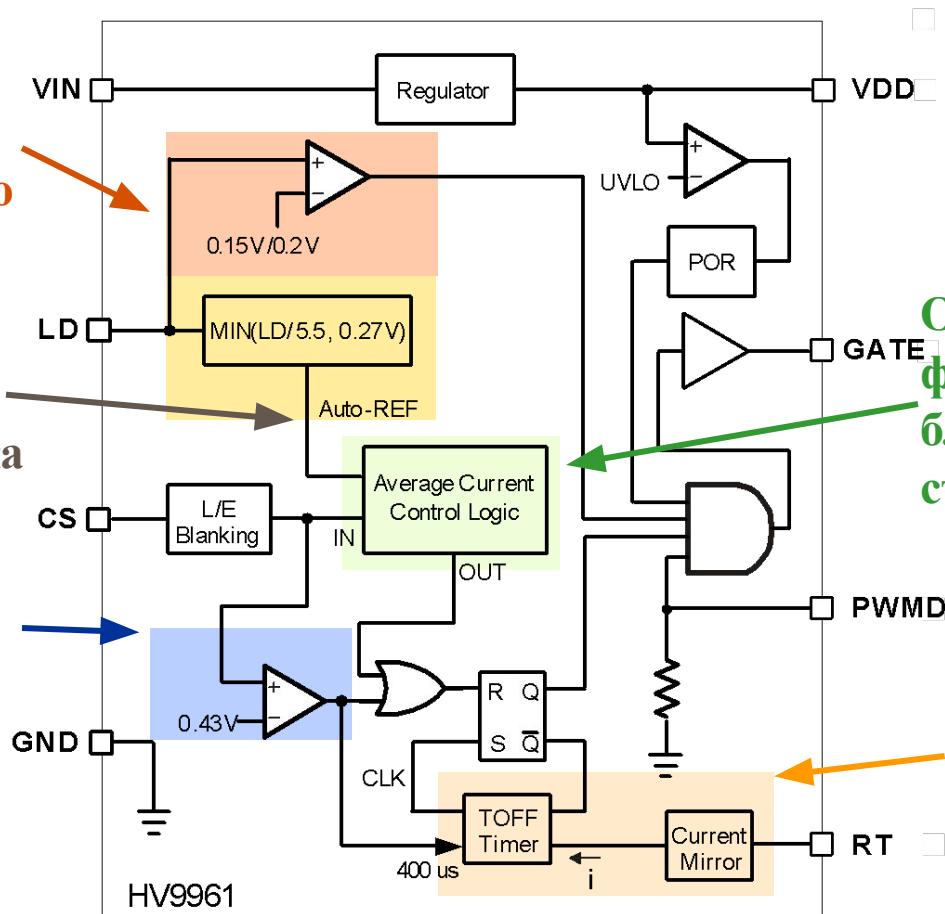 VIN
Regulator
VDD
+
−
UVLO
о
+
−
0.15V/0.2V
POR
LD
MIN(LD/5.5, 0.27V)
GATE
Auto-REF
Average Current
Control Logic
L/E
Blanking
CS
IN
OUT
PWMD
+
−
0.43V
R Q
S Q̅
GND
CLK
TOFF
Timer
Current
Mirror
RT
400 us
i
HV9961